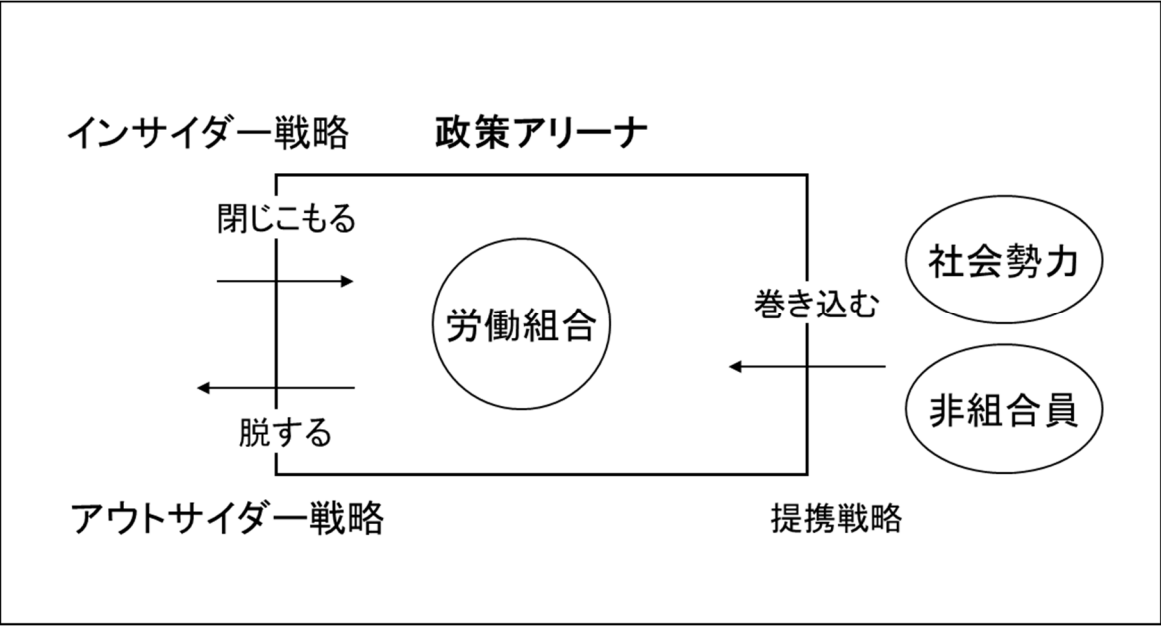 インサイダー戦略
政策アリーナ
閉じこもる
社会勢力
巻き込む
労働組合
非組合員
脱する
アウトサイダー戦略
提携戦略